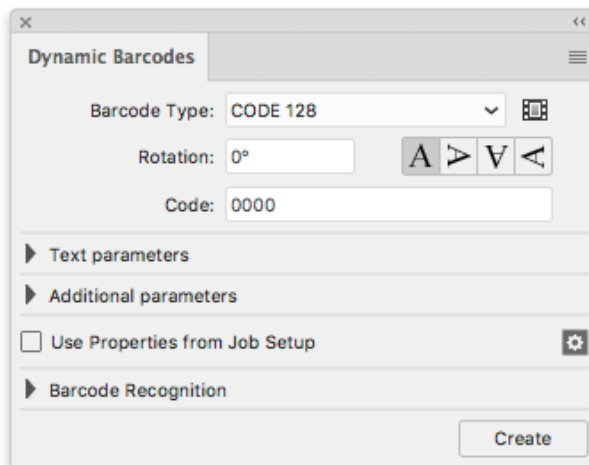 Dynamic Barcodes
Barcode Type: CODE 128
Rotation: 0° A A A A
Code: 0000
Text parameters
Additional parameters
Use Properties from Job Setup
Barcode Recognition
Create